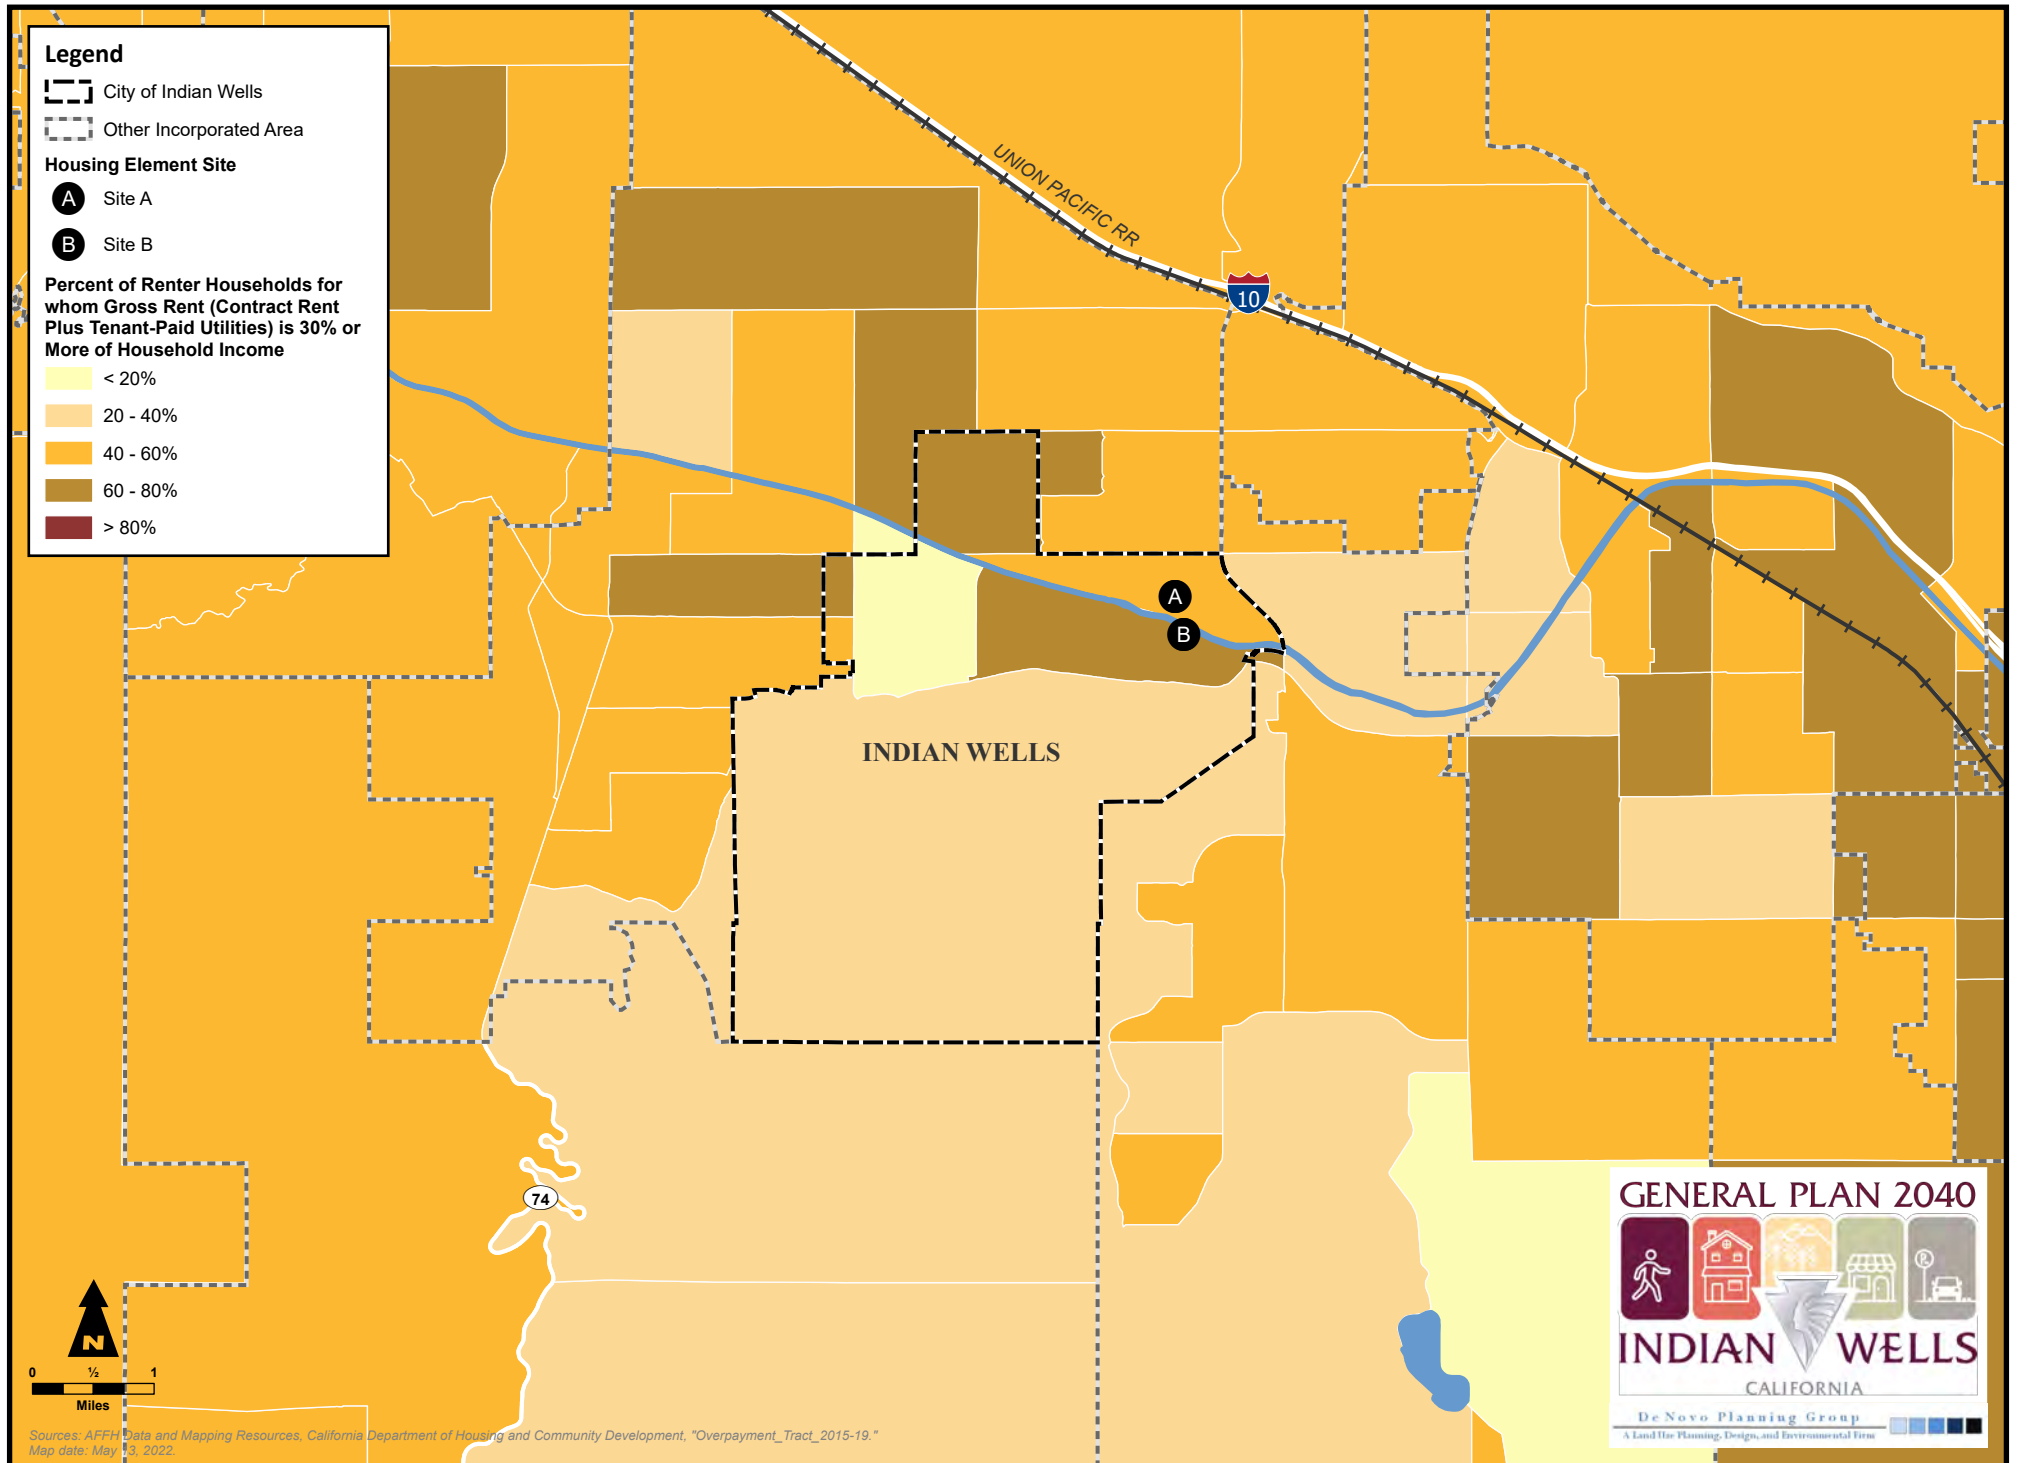 Legend
City of Indian Wells
Other Incorporated Area
Housing Element Site
A Site A
B Site B
Percent of Renter Households for
whom Gross Rent (Contract Rent
Plus Tenant-Paid Utilities) is 30% or
More of Household Income
< 20%
20 - 40%
40 - 60%
60 - 80%
> 80%
UNION PACIFIC RR
10
A
B
INDIAN WELLS
74
N
0 ½ 1
Miles
Sources: AFFH Data and Mapping Resources, California Department of Housing and Community Development, "Overpayment_Tract_2015-19."
Map date: May 3, 2022.
GENERAL PLAN 2040
P
INDIAN WELLS
CALIFORNIA
De Novo Planning Group
A Land Use Planning, Design, and Environmental Firm